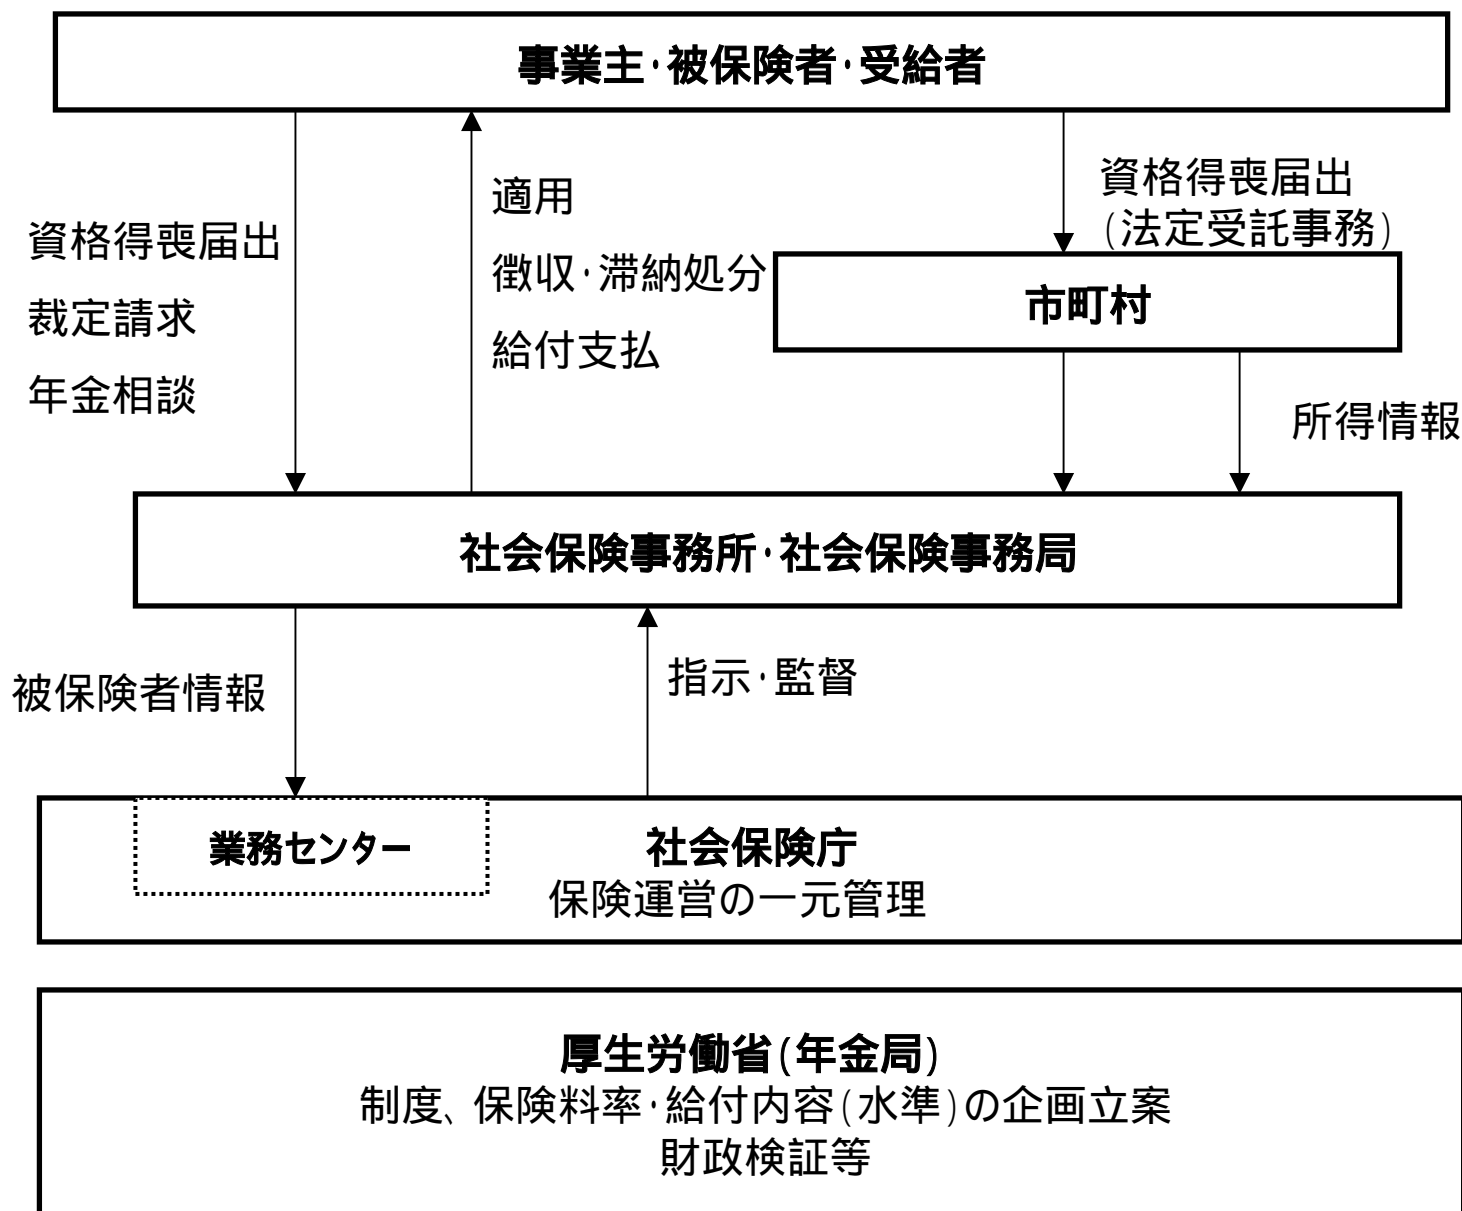 事業主・被保険者・受給者
資格得喪届出
(法定受託事務)
適用
徴収・滞納処分
給付支払
資格得喪届出
裁定請求
年金相談
市町村
所得情報
社会保険事務所・社会保険事務局
被保険者情報
指示・監督
業務センター
社会保険庁
保険運営の一元管理
厚生労働省(年金局)
制度、保険料率・給付内容(水準)の企画立案
財政検証等